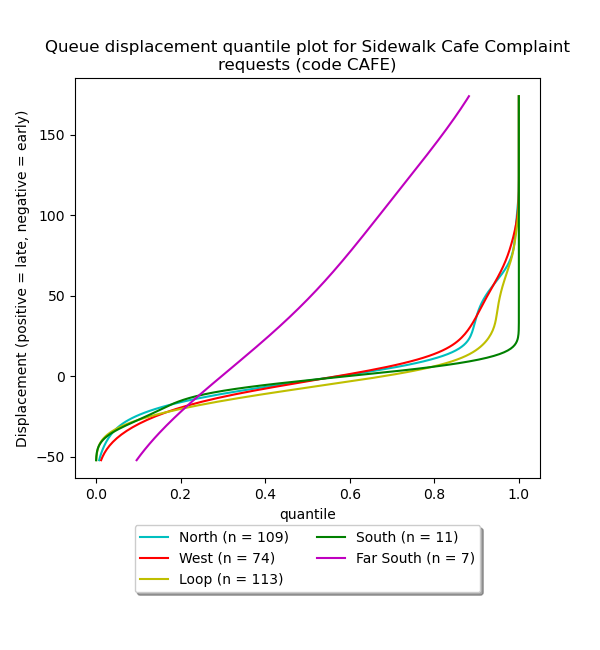 Queue displacement quantile plot for Sidewalk Cafe Complaint
requests (code CAFE)
Displacement (positive = late, negative = early)
150
100
50
0
−50
0.0 0.2 0.4 0.6 0.8 1.0
quantile
North (n = 109) South (n = 11)
West (n = 74) Far South (n = 7)
Loop (n = 113)